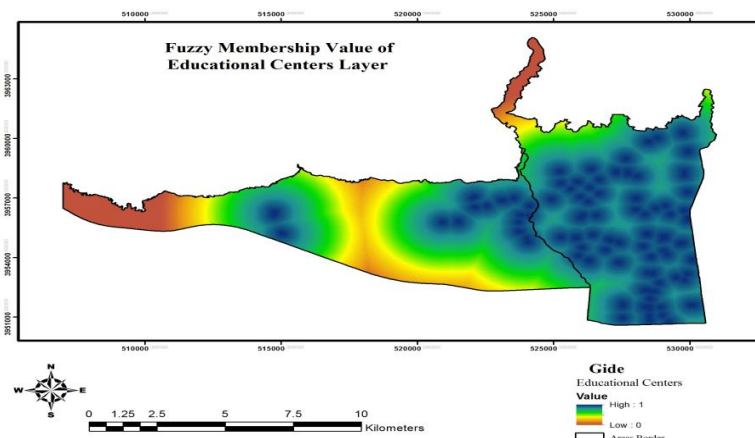 510000 515000 520000 525000 530000
Fuzzy Membership Value of
Educational Centers Layer
3963000
3960000
3957000
3954000
3951000
510000 515000 520000 525000 530000
N
W E
S
0 1.25 2.5 5 7.5 10
Kilometers
Gide
Educational Centers
Value
High : 1
Low : 0